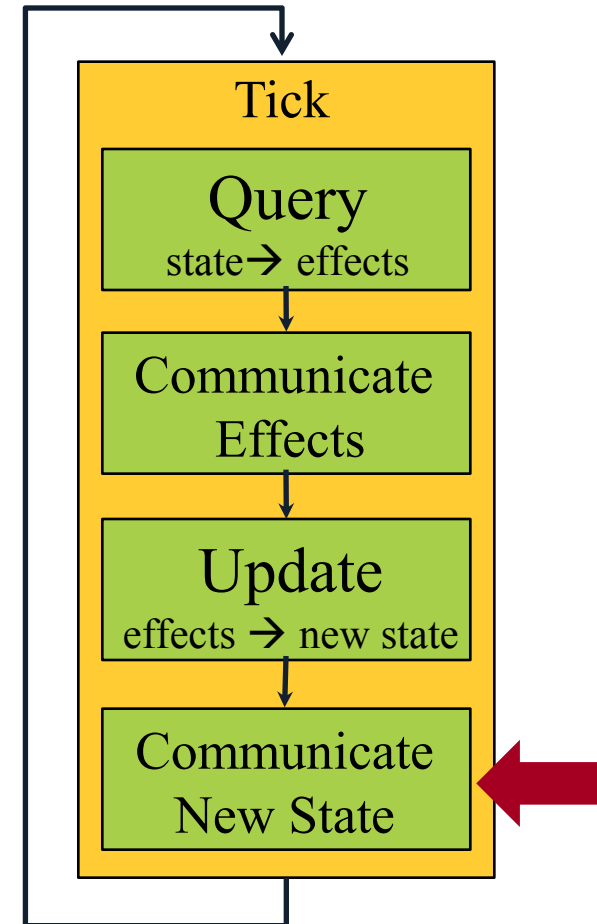 Tick
Query
state→ effects
Communicate
Effects
Update
effects → new state
Communicate
New State